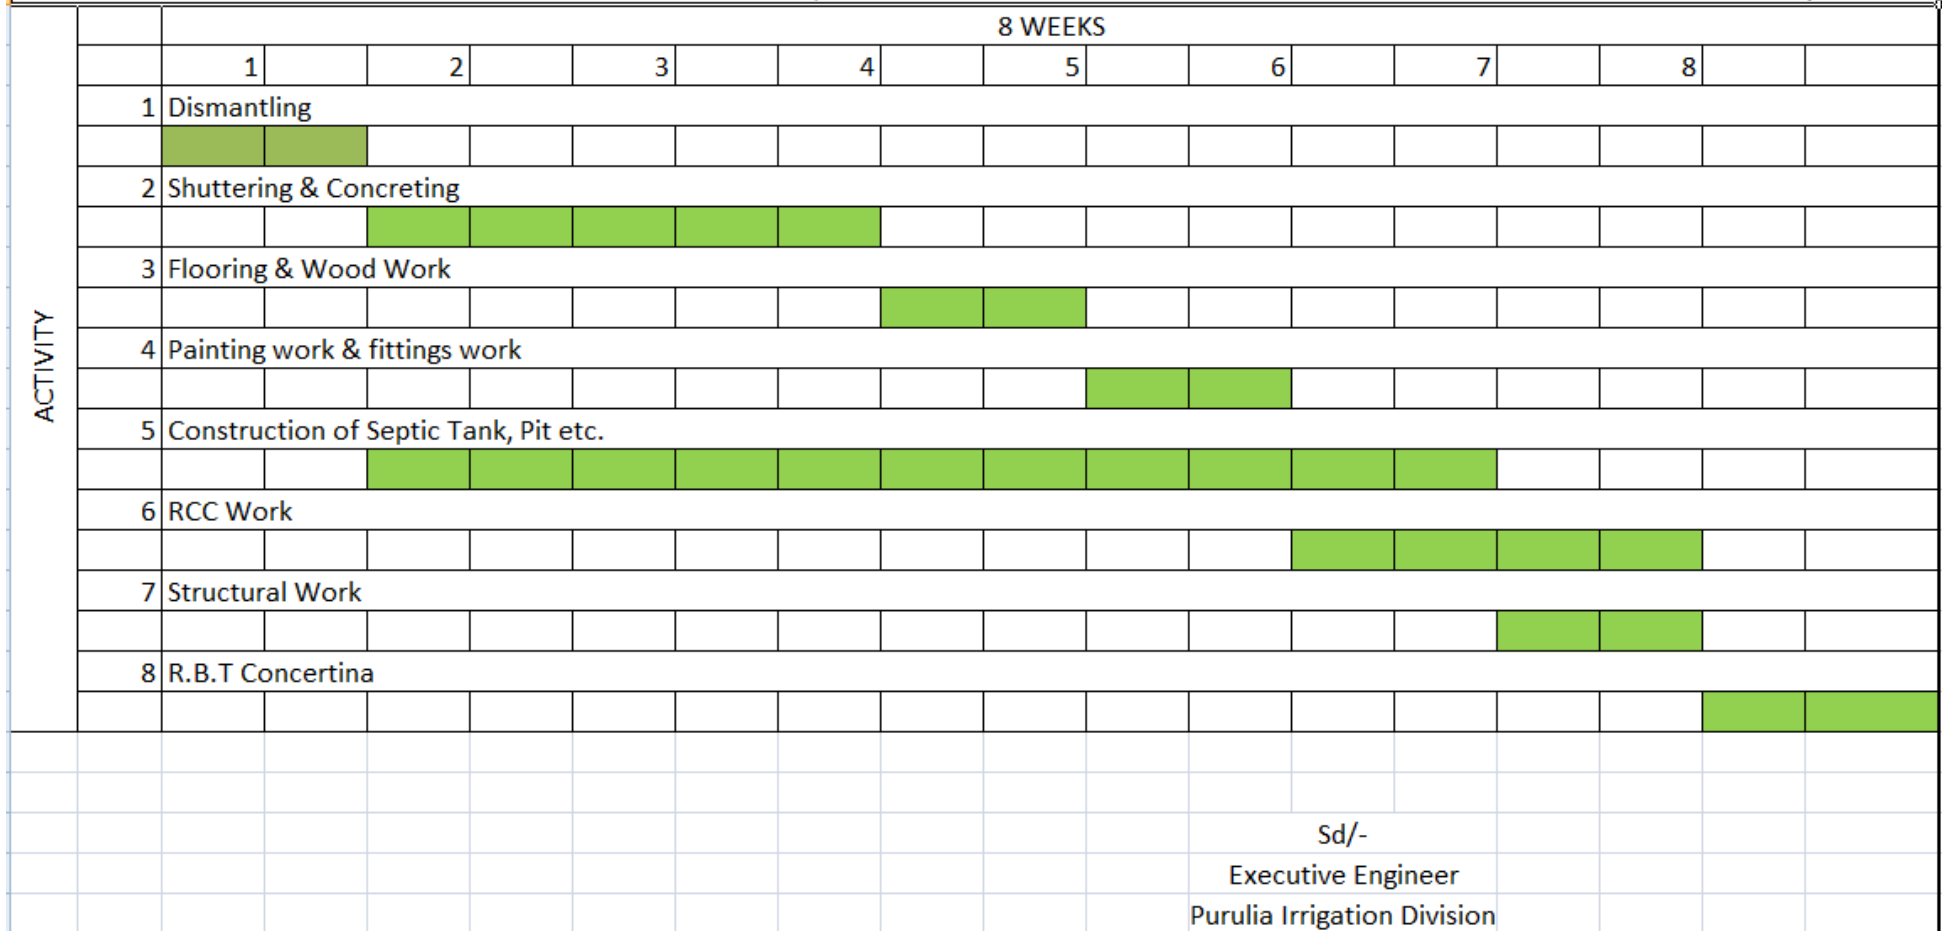 8 WEEKS
1 2 3 4 5 6 7 8
ACTIVITY
1 Dismantling
2 Shuttering & Concreting
3 Flooring & Wood Work
4 Painting work & fittings work
5 Construction of Septic Tank, Pit etc.
6 RCC Work
7 Structural Work
8 R.B.T Concertina
Sd/-
Executive Engineer
Purulia Irrigation Division